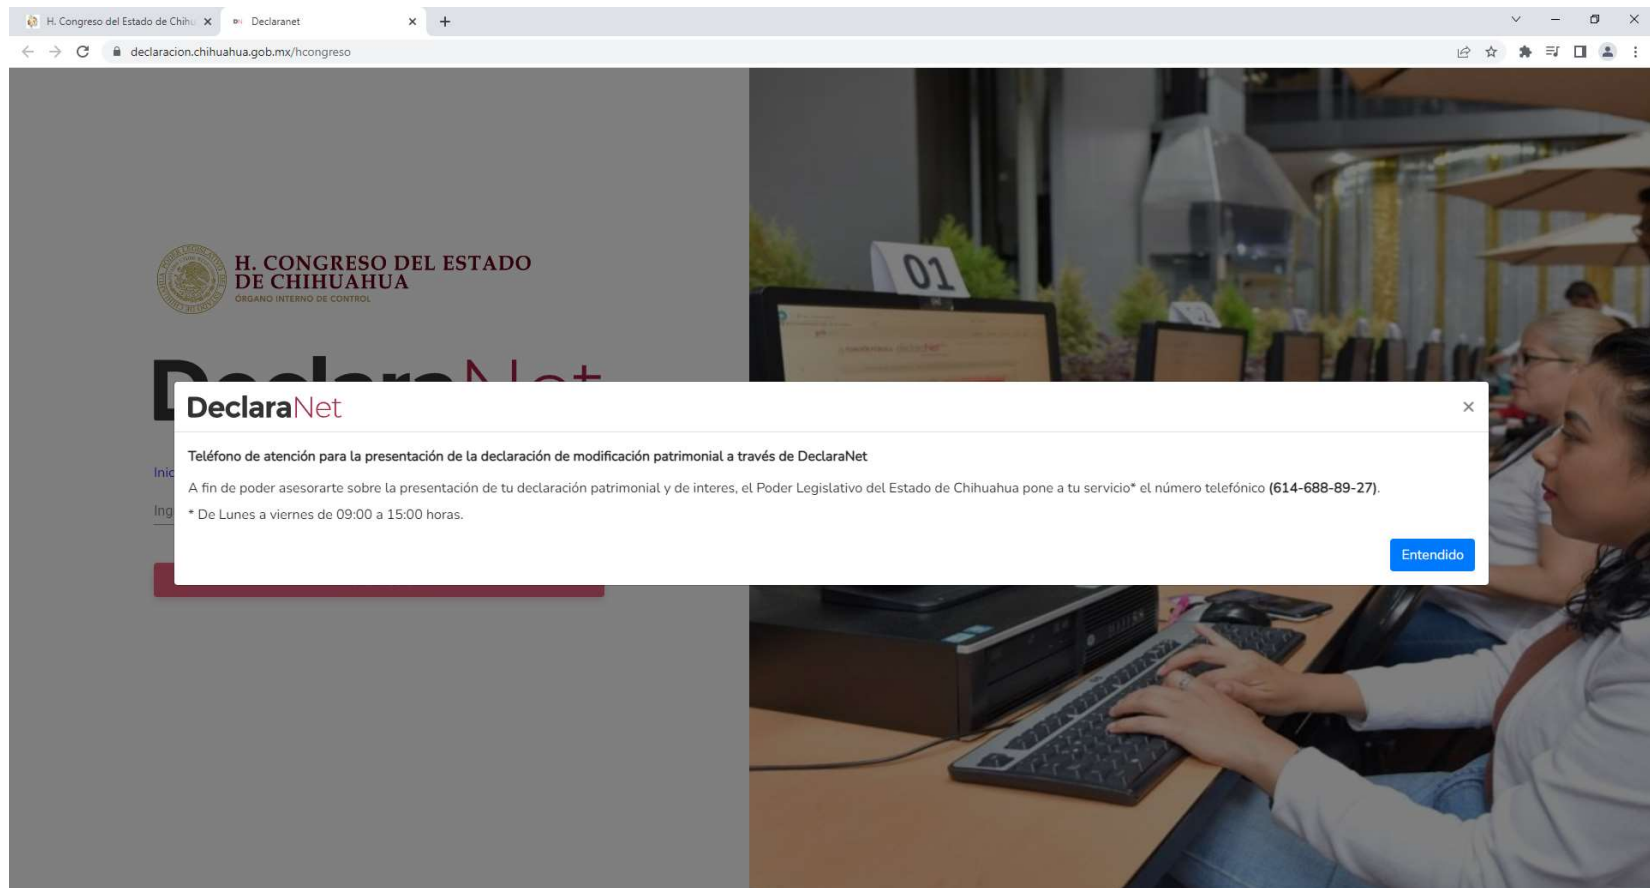 H. Congreso del Estado de Chihu
Declaranet
declaracion.chihuahua.gob.mx/hcongreso
H. CONGRESO DEL ESTADO
DE CHIHUAHUA
ÓRGANO INTERNO DE CONTROL
01
DeclaraNet
DeclaraNet
Teléfono de atención para la presentación de la declaración de modificación patrimonial a través de DeclaraNet
Inic
A fin de poder asesorarte sobre la presentación de tu declaración patrimonial y de interes, el Poder Legislativo del Estado de Chihuahua pone a tu servicio* el número telefónico (614-688-89-27).
Ing
* De Lunes a viernes de 09:00 a 15:00 horas.
Entendido